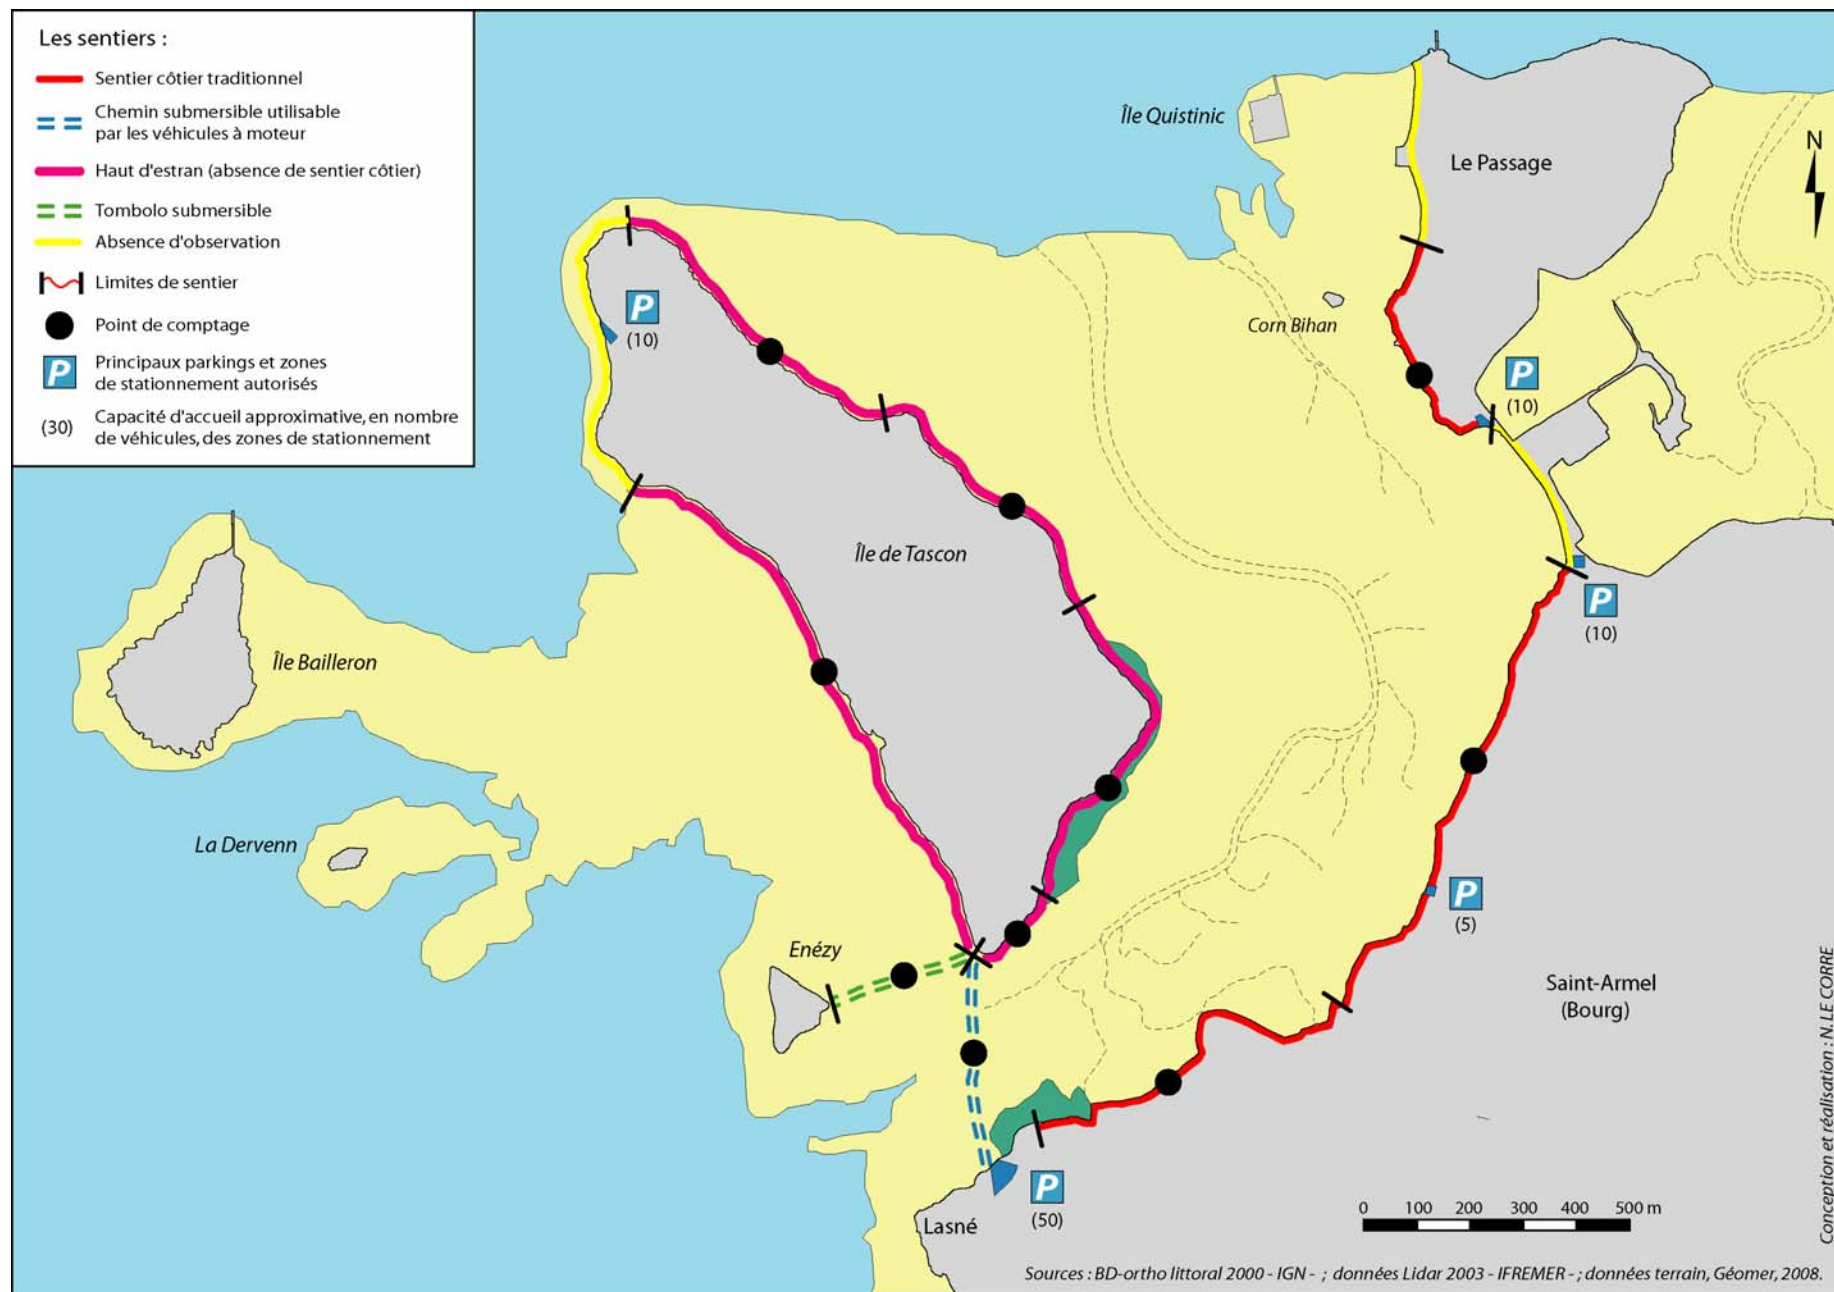 Les sentiers :
Sentier côtier traditionnel
Chemin submersible utilisable
par les véhicules à moteur
Haut d'estran (absence de sentier côtier)
Tombolo submersible
Absence d'observation
Limites de sentier
Point de comptage
P
Principaux parkings et zones
de stationnement autorisés
(30)
Capacité d'accueil approximative, en nombre
de véhicules, des zones de stationnement
Île Quistinic
Le Passage
N
P
(10)
Corn Bihan
P
(10)
Île de Tascon
P
(10)
Île Bailleron
La Dervenn
P
(5)
Enézy
Saint-Armel
(Bourg)
P
(50)
Lasné
0 100 200 300 400 500 m
Sources : BD-ortho littoral 2000 - IGN - ; données Lidar 2003 - IFREMER - ; données terrain, Géomer, 2008.
Conception et réalisation : N. LE CORRE